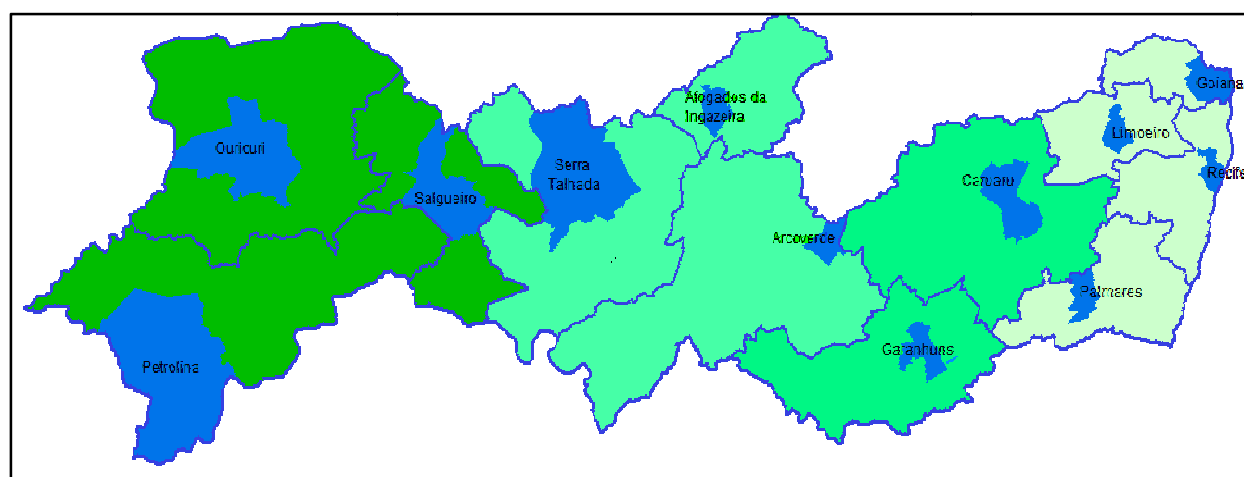 Goiana
Afogados da
Ingazeira
Limoeiro
Ouricuri
Serra
Talhada
Recife
Caruaru
Salgueiro
Arcoverde
Palmares
Garanhuns
Petrolina